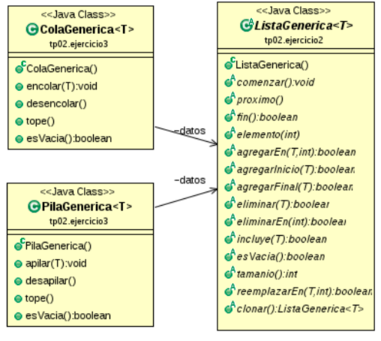 <<Java Class>>
ColaGenerica<T>
tp02.ejercicio3
ColaGenerica()
encolar(T):void
desencolar()
tope()
esVacia():boolean
<<Java Class>>
PilaGenerica<T>
tp02.ejercicio3
PilaGenerica()
apilar(T):void
desapilar()
tope()
esVacia():boolean
-datos
-datos
<<Java Class>>
ListaGenerica<T>
tp02.ejercicio2
ListaGenerica()
comenzar():void
proximo()
fin():boolean
elemento(int)
agregarEn(T,int):boolean
agregarInicio(T):boolean
agregarFinal(T):boolean
eliminar(T):boolean
eliminarEn(int):boolean
incluye(T):boolean
esVacia():boolean
tamanio():int
reemplazarEn(T,int):boolean
clonar():ListaGenerica<T>